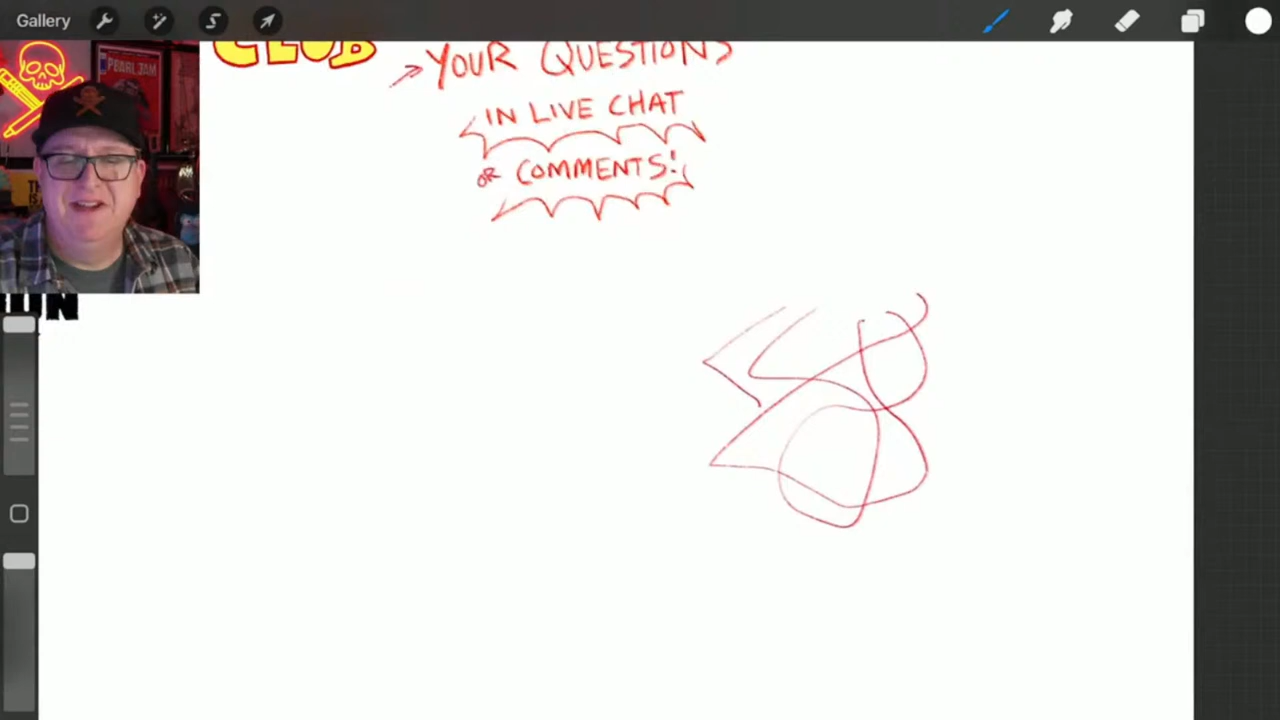 Gallery
PEARL JAM
CLUB
YOUR QUESTIONS
IN LIVE CHAT
OR COMMENTS!